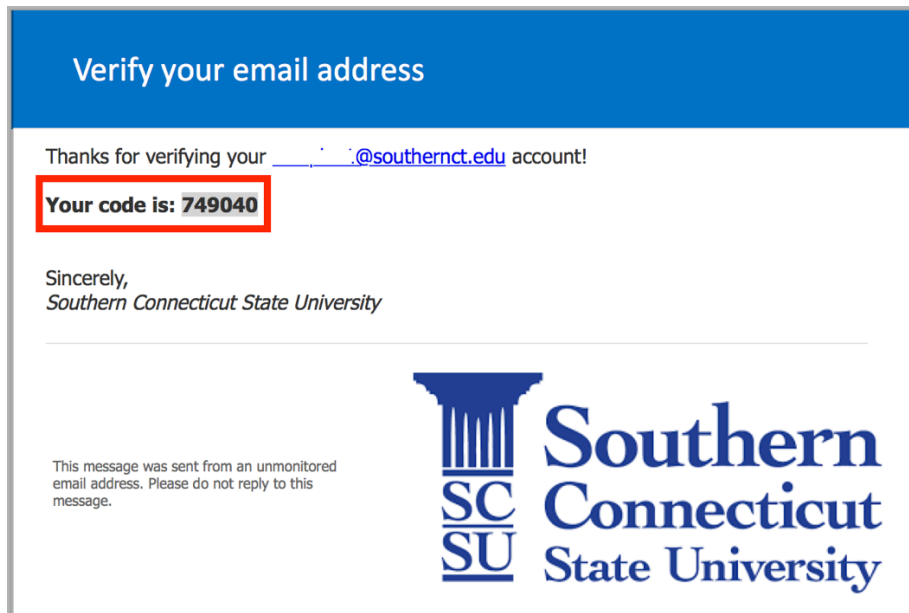 Verify your email address
Thanks for verifying your @southernct.edu account!
Your code is: 749040
Sincerely,
Southern Connecticut State University
This message was sent from an unmonitored
email address. Please do not reply to this
message.
SC
SU
Southern
Connecticut
State University